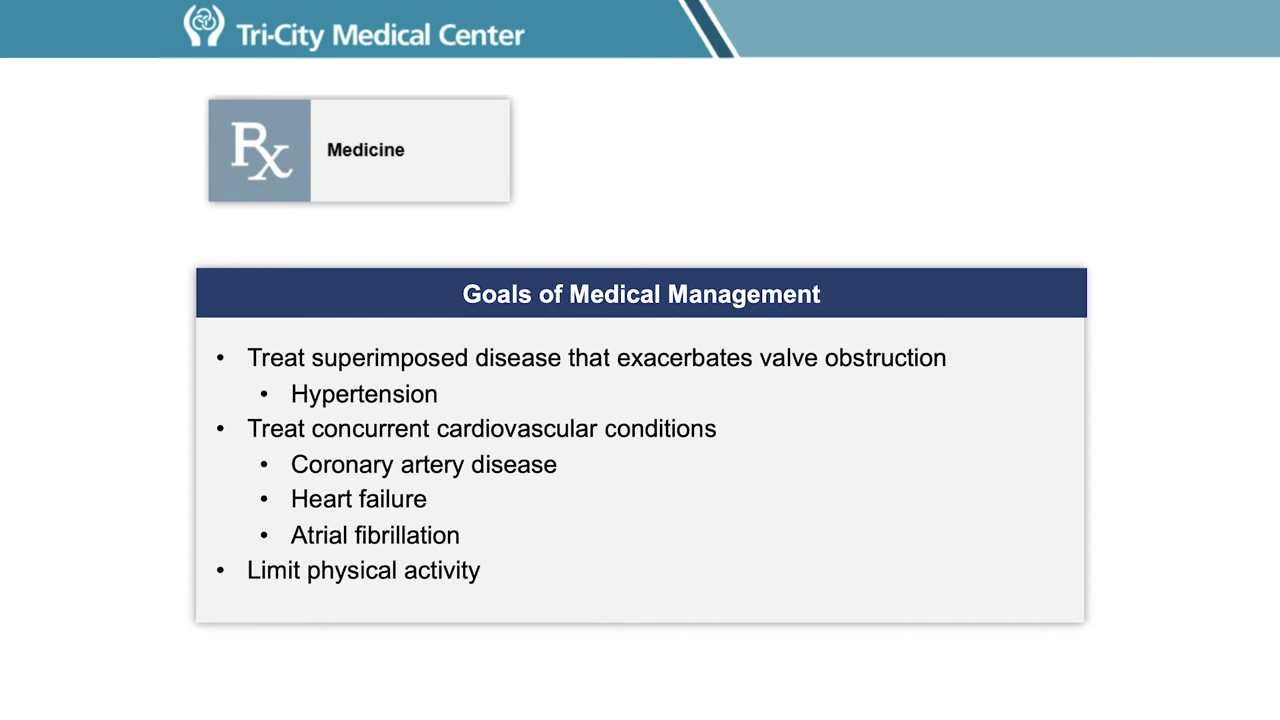 Tri-City Medical Center
Rx
Medicine
Goals of Medical Management
• Treat superimposed disease that exacerbates valve obstruction
• Hypertension
• Treat concurrent cardiovascular conditions
• Coronary artery disease
• Heart failure
• Atrial fibrillation
• Limit physical activity